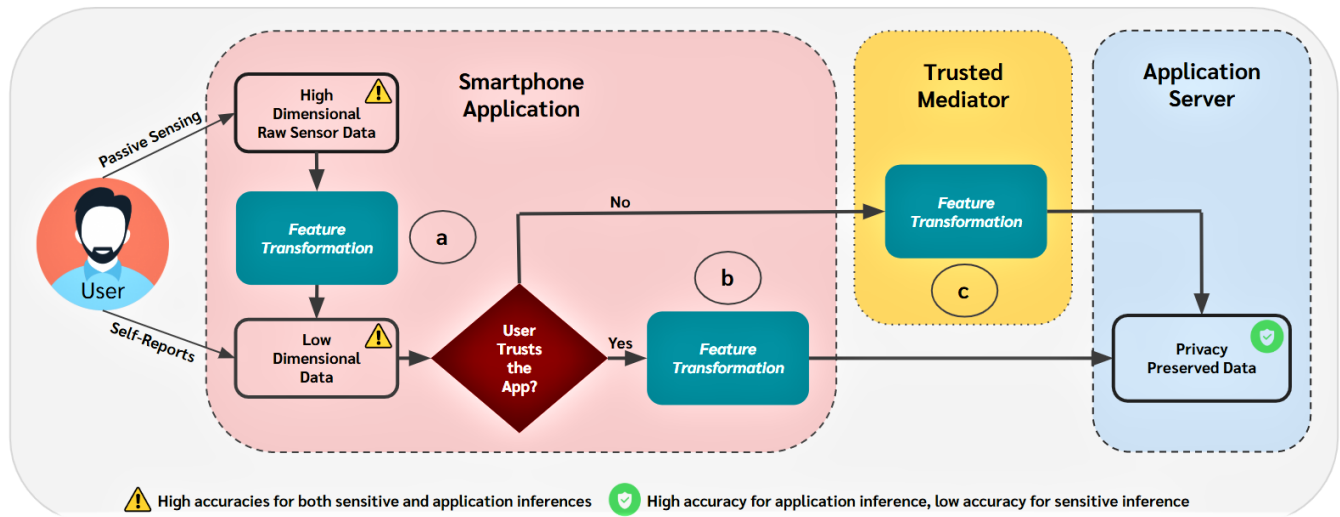 Smartphone
Application
Trusted
Mediator
Application
Server
High
Dimensional
Raw Sensor Data
Passive Sensing
Feature
Transformation
a
No
Feature
Transformation
c
User
Self-Reports
Low
Dimensional
Data
User
Trusts
the
App?
Yes
b
Feature
Transformation
Privacy
Preserved Data
High accuracies for both sensitive and application inferences
High accuracy for application inference, low accuracy for sensitive inference